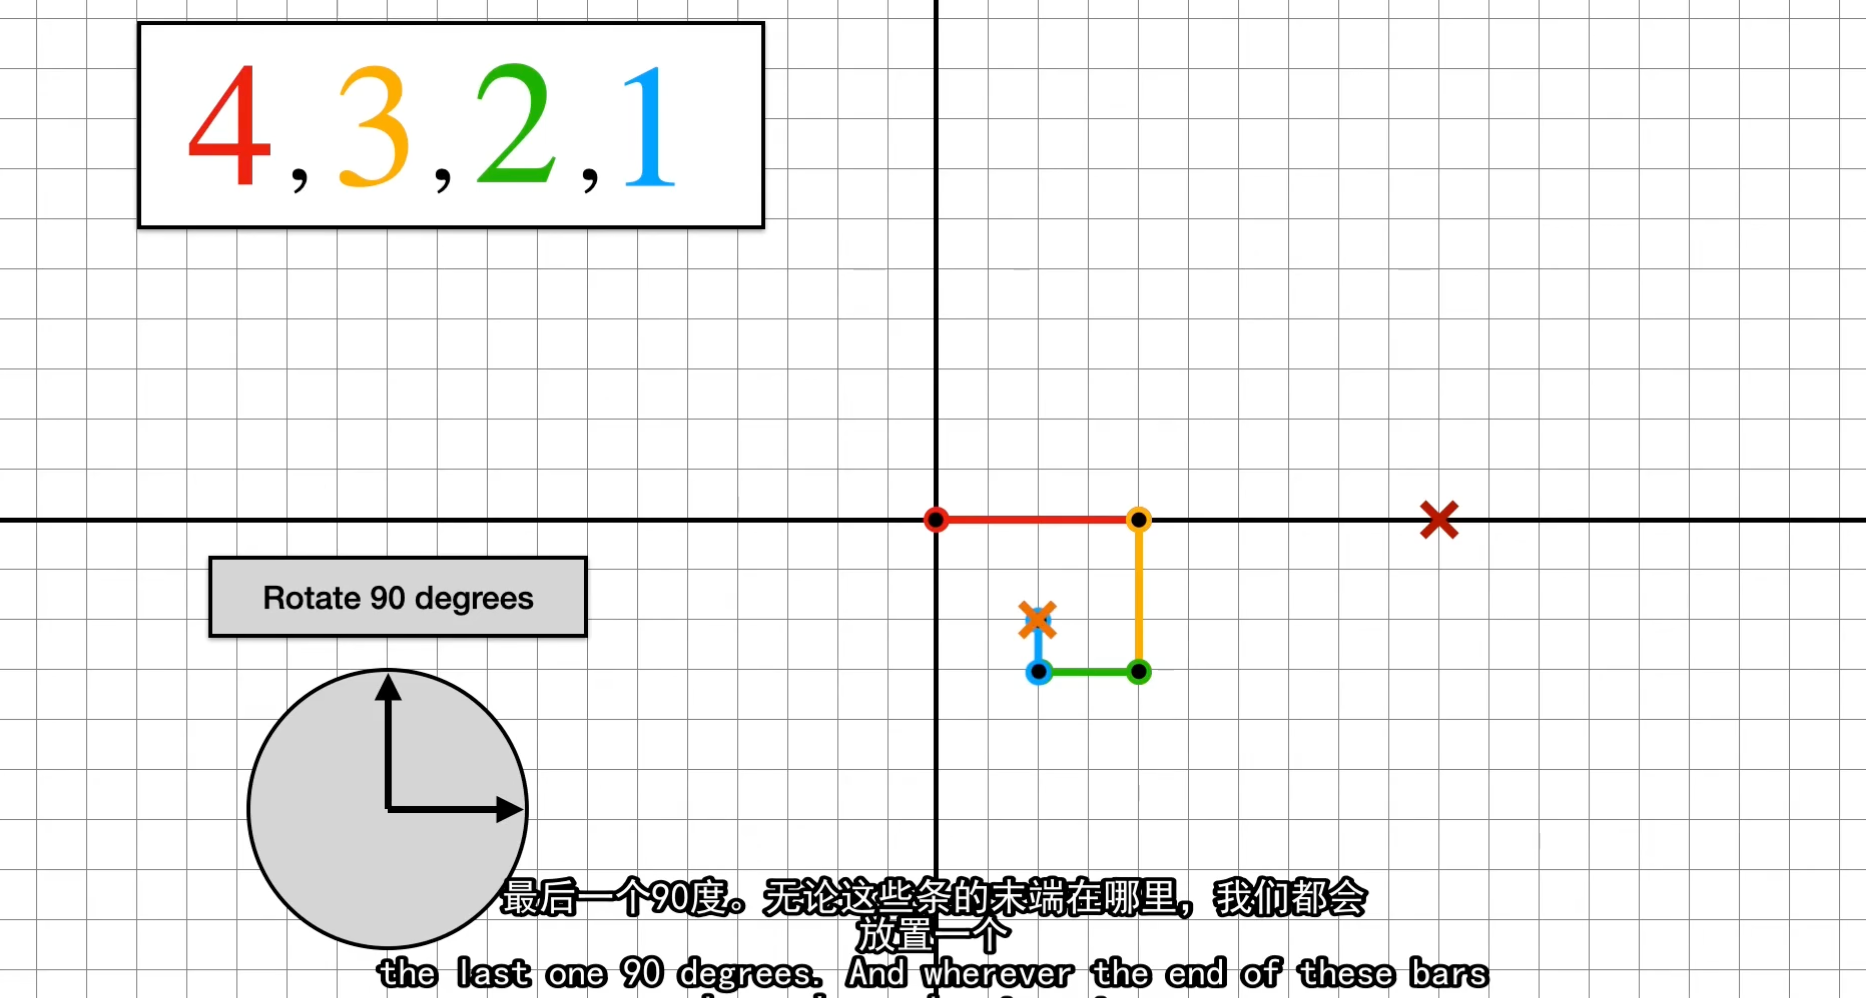 4,3,2,1
Rotate 90 degrees
最后一个90度。无论这些条的末端在哪里，我们都会
放置一个
the last one 90 degrees. And wherever the end of these bars